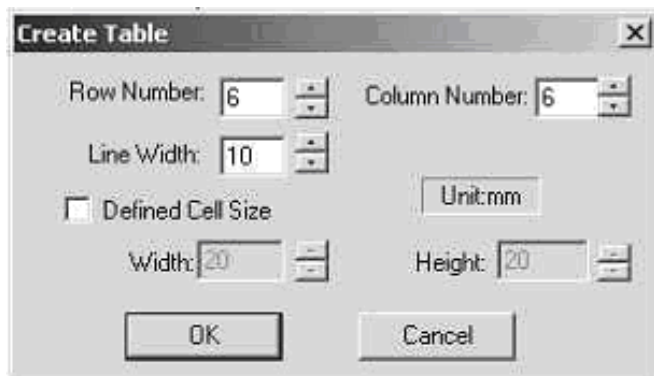 Create Table
Row Number: 6 Column Number: 6
Line Width: 10
Unit:mm
Defined Cell Size
Width: 20 Height: 20
OK Cancel